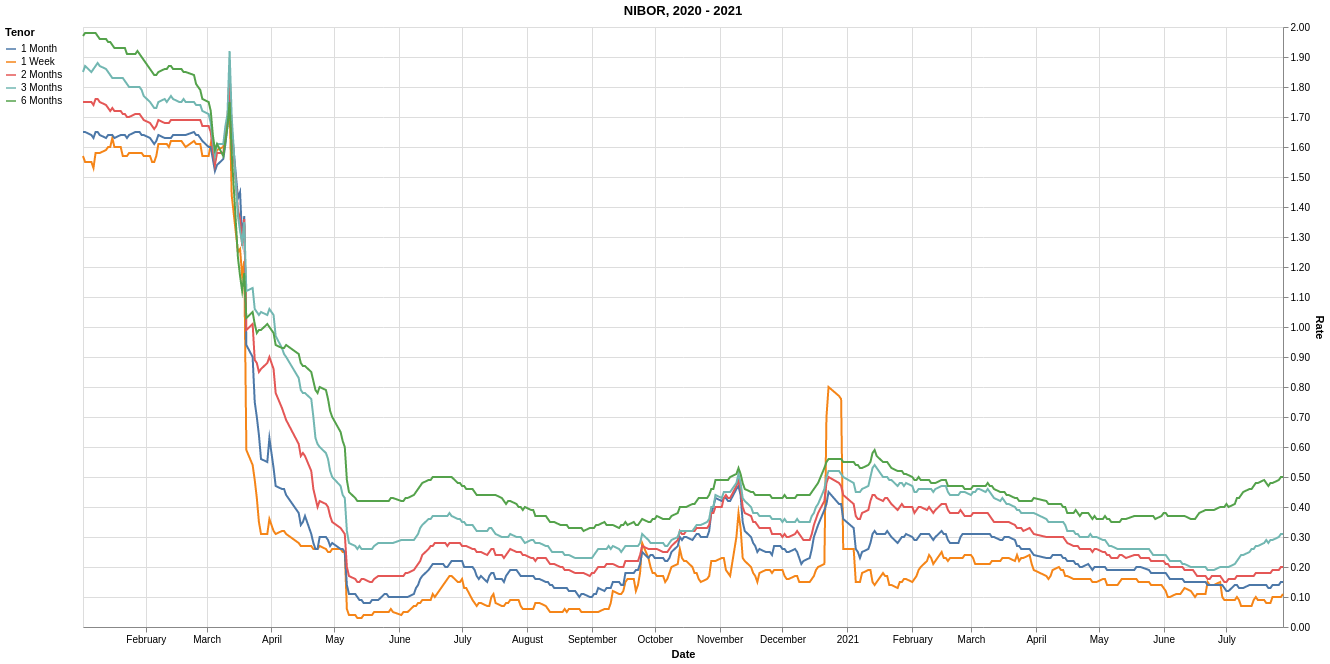 NIBOR, 2020 - 2021
Tenor
1 Month
1 Week
2 Months
3 Months
6 Months
2.00
1.90
1.80
1.70
1.60
1.50
1.40
1.30
1.20
1.10
1.00
0.90
0.80
0.70
0.60
0.50
0.40
0.30
0.20
0.10
0.00
Rate
February March April May June July August September October November December 2021 February March April May June July
Date